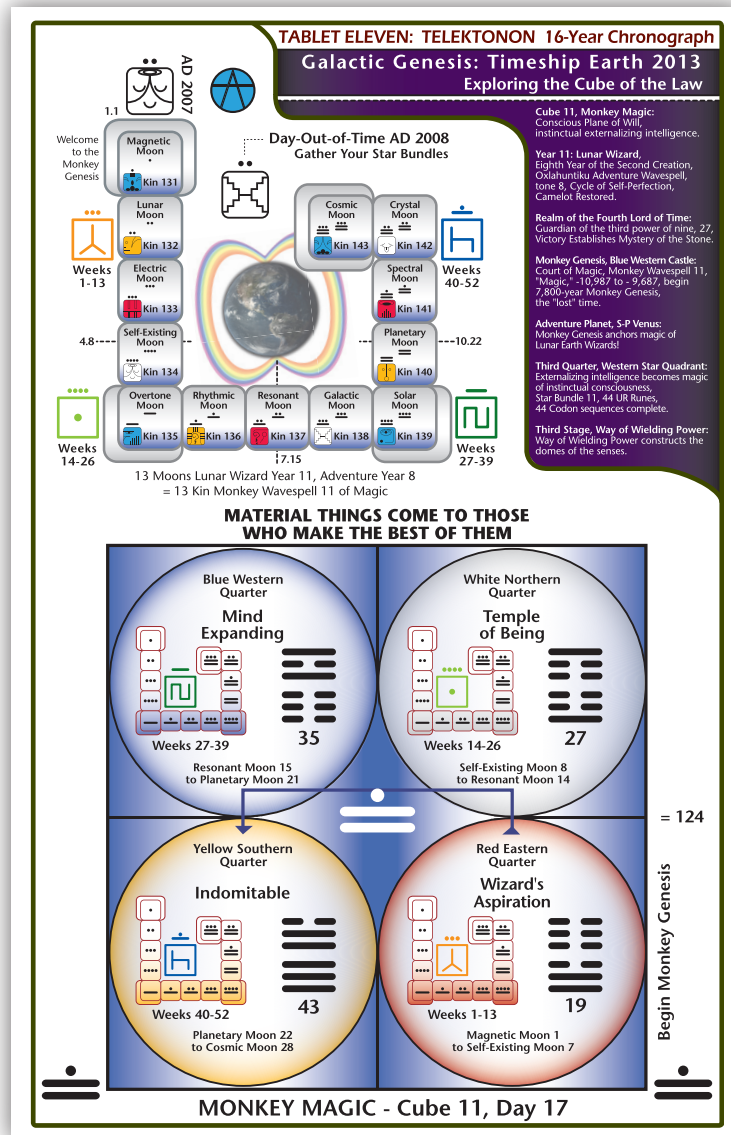 TABLET ELEVEN: TELEKTONON 16-Year Chronograph
Galactic Genesis: Timeship Earth 2013
Exploring the Cube of the Law
AD 2007
1.1
Welcome
to the
Monkey
Genesis
Magnetic
Moon
Kin 131
Day-Out-of-Time AD 2008
Gather Your Star Bundles
Lunar
Moon
Kin 132
Weeks
1-13
Electric
Moon
Kin 133
4.8
Self-Existing
Moon
Kin 134
Cosmic
Moon
Kin 143
Crystal
Moon
Kin 142
Weeks
40-52
Spectral
Moon
Kin 141
Planetary
Moon
Kin 140
10.22
Weeks
14-26
Overtone
Moon
Kin 135
Rhythmic
Moon
Kin 136
Resonant
Moon
Kin 137
Galactic
Moon
Kin 138
Solar
Moon
Kin 139
Weeks
27-39
7.15
13 Moons Lunar Wizard Year 11, Adventure Year 8
= 13 Kin Monkey Wavespell 11 of Magic
Cube 11, Monkey Magic:
Conscious Plane of Will,
instinctual externalizing intelligence.
Year 11: Lunar Wizard,
Eighth Year of the Second Creation,
Oxlahuntiku Adventure Wavespell,
tone 8, Cycle of Self-Perfection,
Camelot Restored.
Realm of the Fourth Lord of Time:
Guardian of the third power of nine, 27,
Victory Establishes Mystery of the Stone.
Monkey Genesis, Blue Western Castle:
Court of Magic, Monkey Wavespell 11,
"Magic," -10,987 to - 9,687, begin
7,800-year Monkey Genesis,
the "lost" time.
Adventure Planet, S-P Venus:
Monkey Genesis anchors magic of
Lunar Earth Wizards!
Third Quarter, Western Star Quadrant:
Externalizing intelligence becomes magic
of instinctual consciousness,
Star Bundle 11, 44 UR Runes,
44 Codon sequences complete.
Third Stage, Way of Wielding Power:
Way of Wielding Power constructs the
domes of the senses.
MATERIAL THINGS COME TO THOSE
WHO MAKE THE BEST OF THEM
Blue Western
Quarter
Mind
Expanding
Weeks 27-39
35
Resonant Moon 15
to Planetary Moon 21
White Northern
Quarter
Temple
of Being
Weeks 14-26
27
Self-Existing Moon 8
to Resonant Moon 14
Yellow Southern
Quarter
Indomitable
Weeks 40-52
43
Planetary Moon 22
to Cosmic Moon 28
Red Eastern
Quarter
Wizard's
Aspiration
Weeks 1-13
19
Magnetic Moon 1
to Self-Existing Moon 7
= 124
Begin Monkey Genesis
MONKEY MAGIC - Cube 11, Day 17